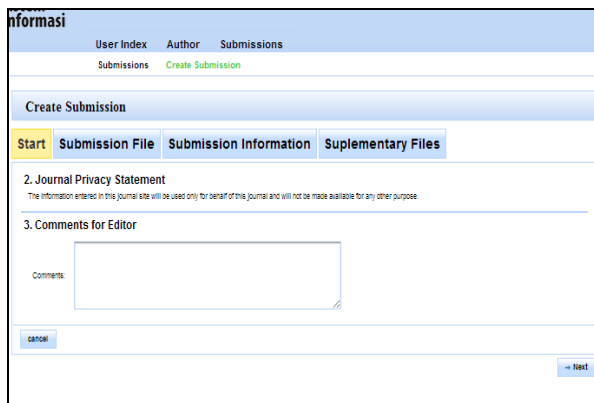 nformasi
User Index Author Submissions
Submissions Create Submission
Create Submission
Start Submission File Submission Information Suplementary Files
2. Journal Privacy Statement
The information entered in this journal site will be used only for behalf of this journal and will not be made available for any other purpose.
3. Comments for Editor
Comments:
cancel
→ Next